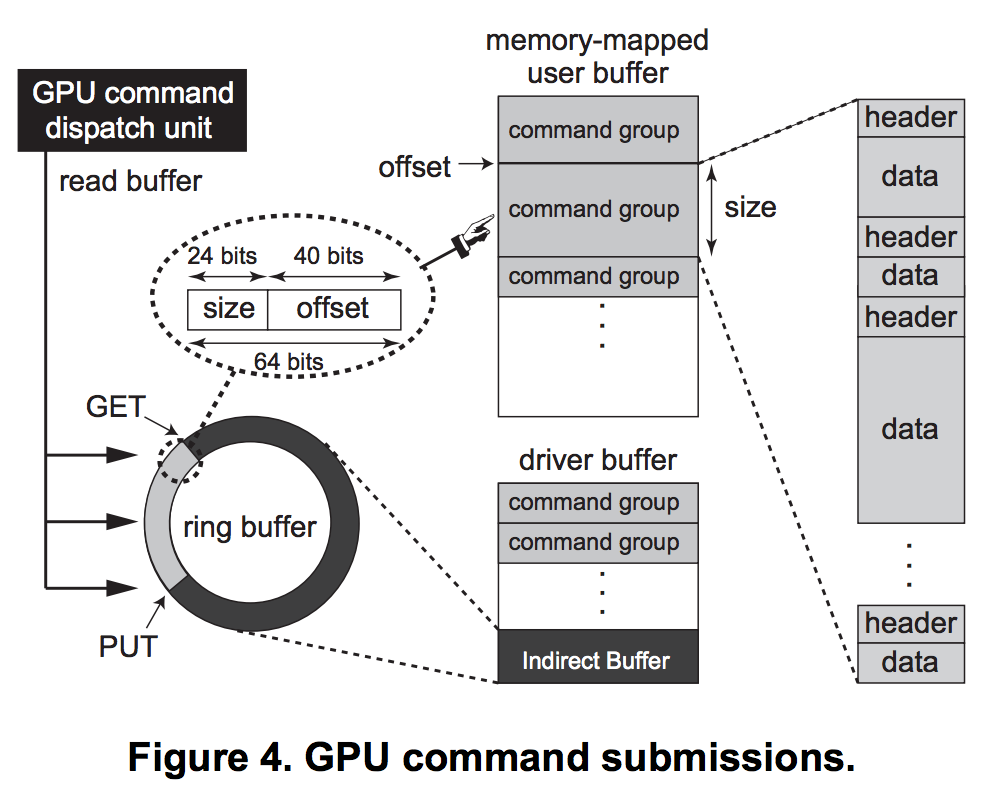 memory-mapped
user buffer
GPU command
dispatch unit
read buffer
command group
offset
command group
size
command group
.
.
.
24 bits
40 bits
size
offset
64 bits
GET
ring buffer
PUT
driver buffer
command group
command group
.
.
.
Indirect Buffer
header
data
header
data
header
data
.
.
.
header
data
Figure 4. GPU command submissions.